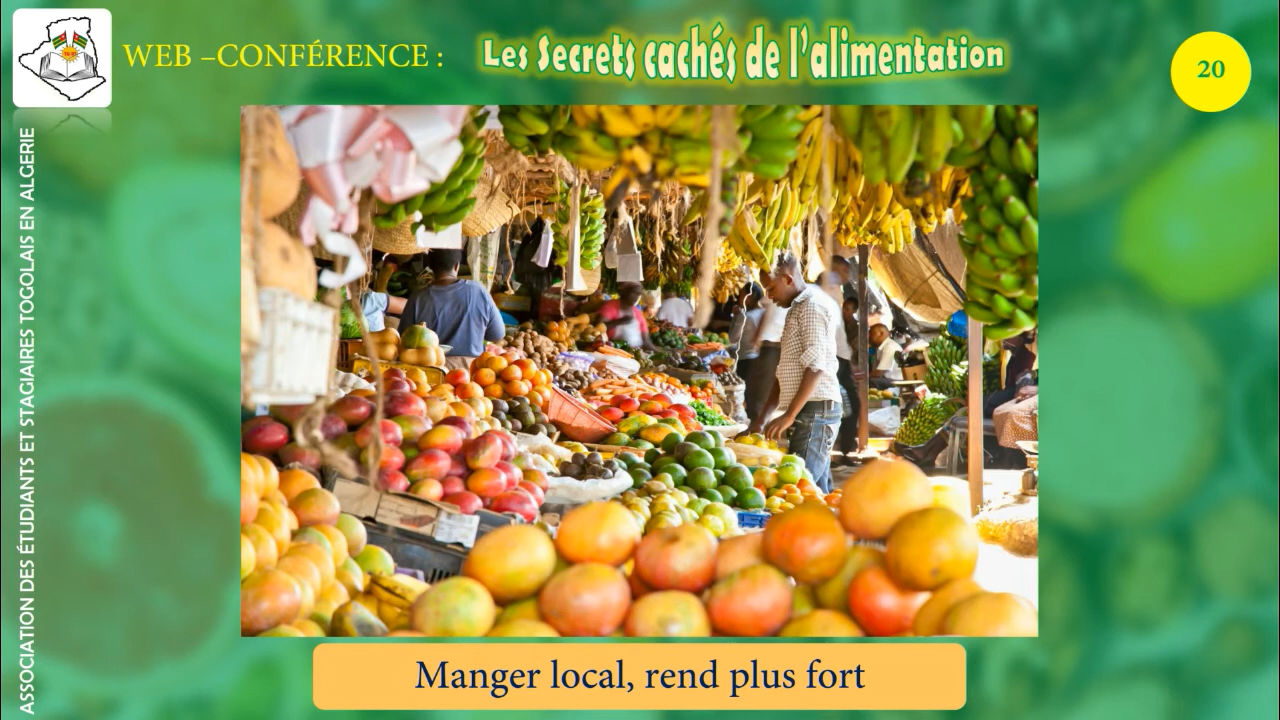 WEB –CONFÉRENCE :
Les Secrets cachés de l'alimentation
20
ASSOCIATION DES ÉTUDIANTS ET STAGIAIRES TOGOLAIS EN ALGERIE
Manger local, rend plus fort